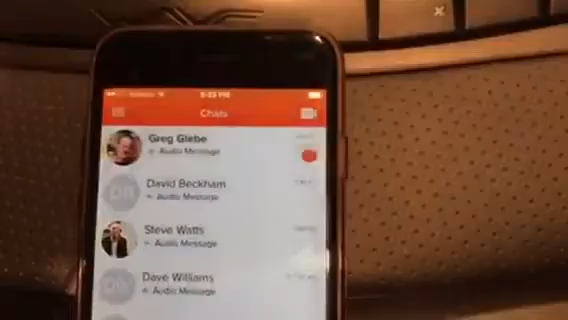 Chats
Greg Glebe
Audio Message
David Beckham
Audio Message
Steve Watts
Audio Message
Dave Williams
Audio Message